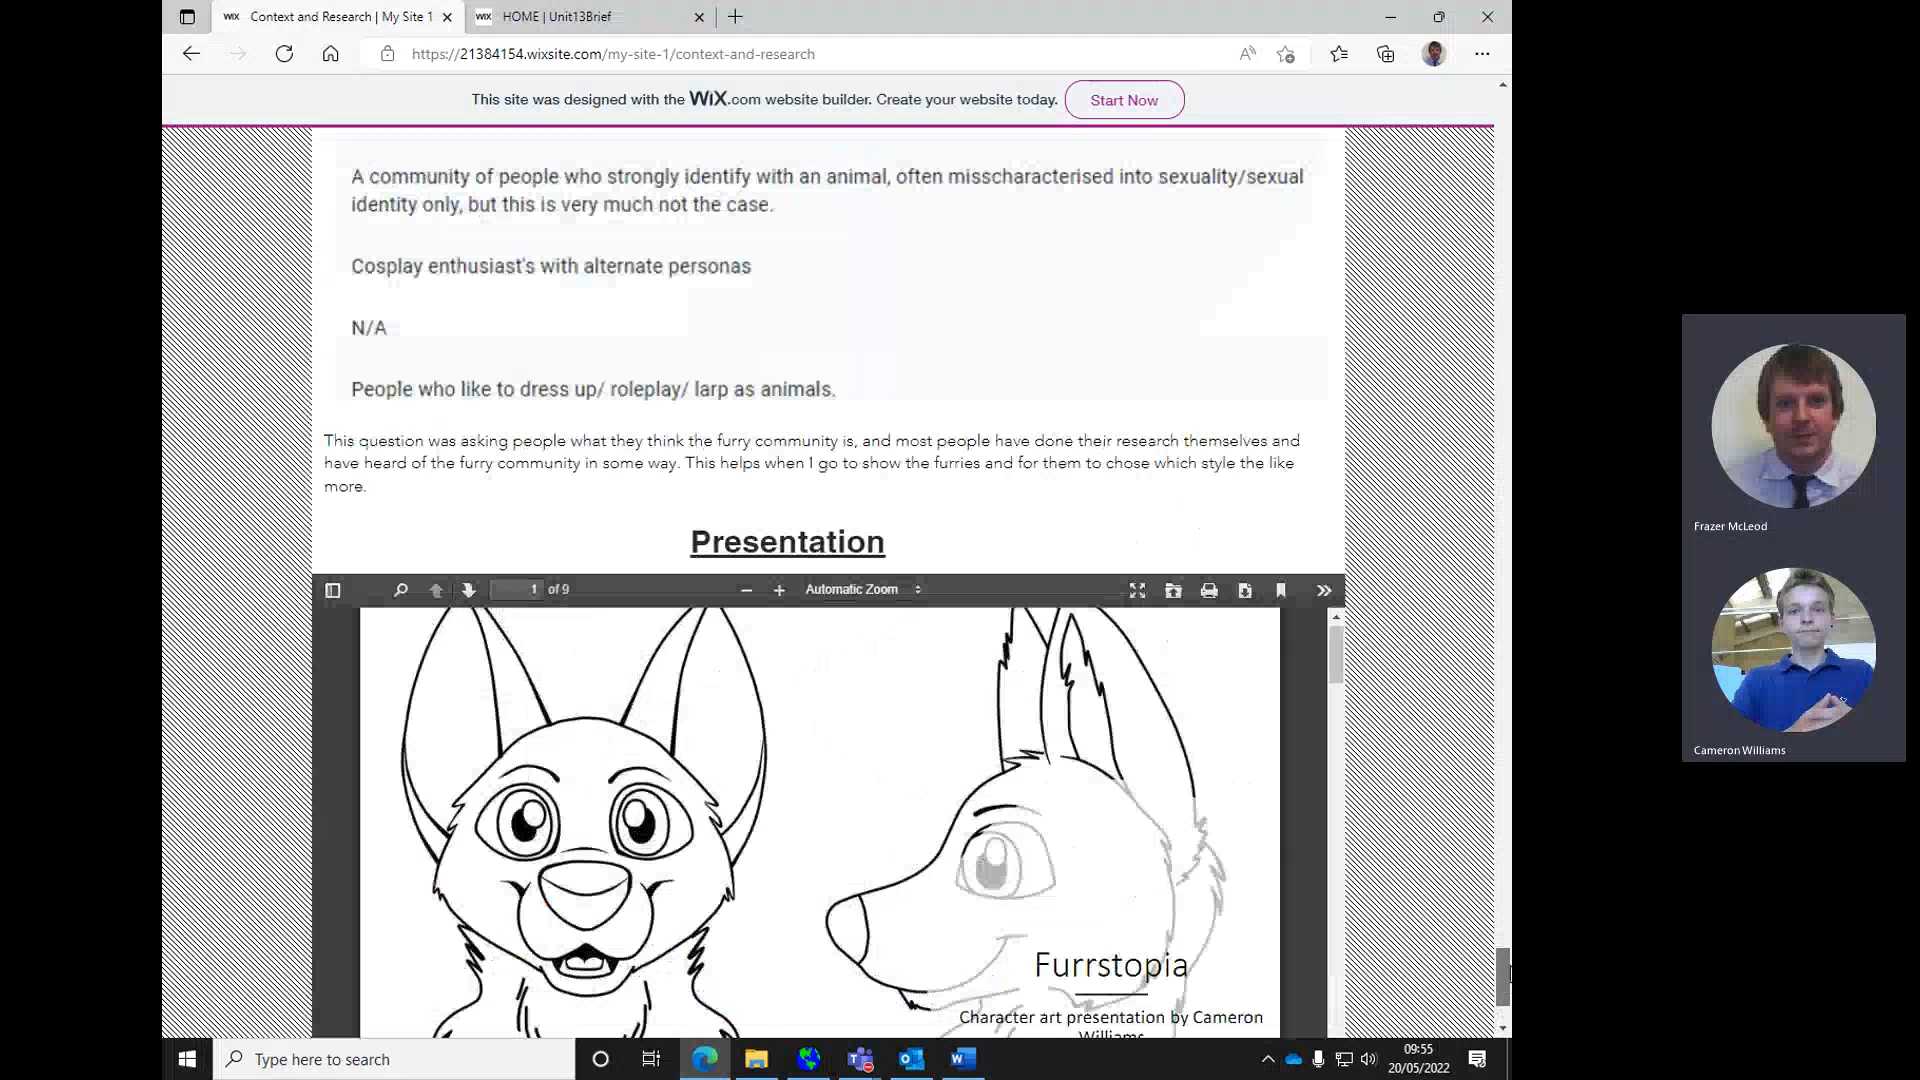 WiX Context and Research | My Site 1
WiX HOME | Unit13Brief
https://21384154.wixsite.com/my-site-1/context-and-research
This site was designed with the WiX.com website builder. Create your website today. Start Now
A community of people who strongly identify with an animal, often misscharacterised into sexuality/sexual
identity only, but this is very much not the case.
Cosplay enthusiast's with alternate personas
N/A
People who like to dress up/ roleplay/ larp as animals.
This question was asking people what they think the furry community is, and most people have done their research themselves and
have heard of the furry community in some way. This helps when I go to show the furries and for them to chose which style the like
more.
Presentation
1 of 9
Automatic Zoom
Furrstopia
Character art presentation by Cameron
Williams
Frazer McLeod
Cameron Williams
Type here to search
09:55
20/05/2022